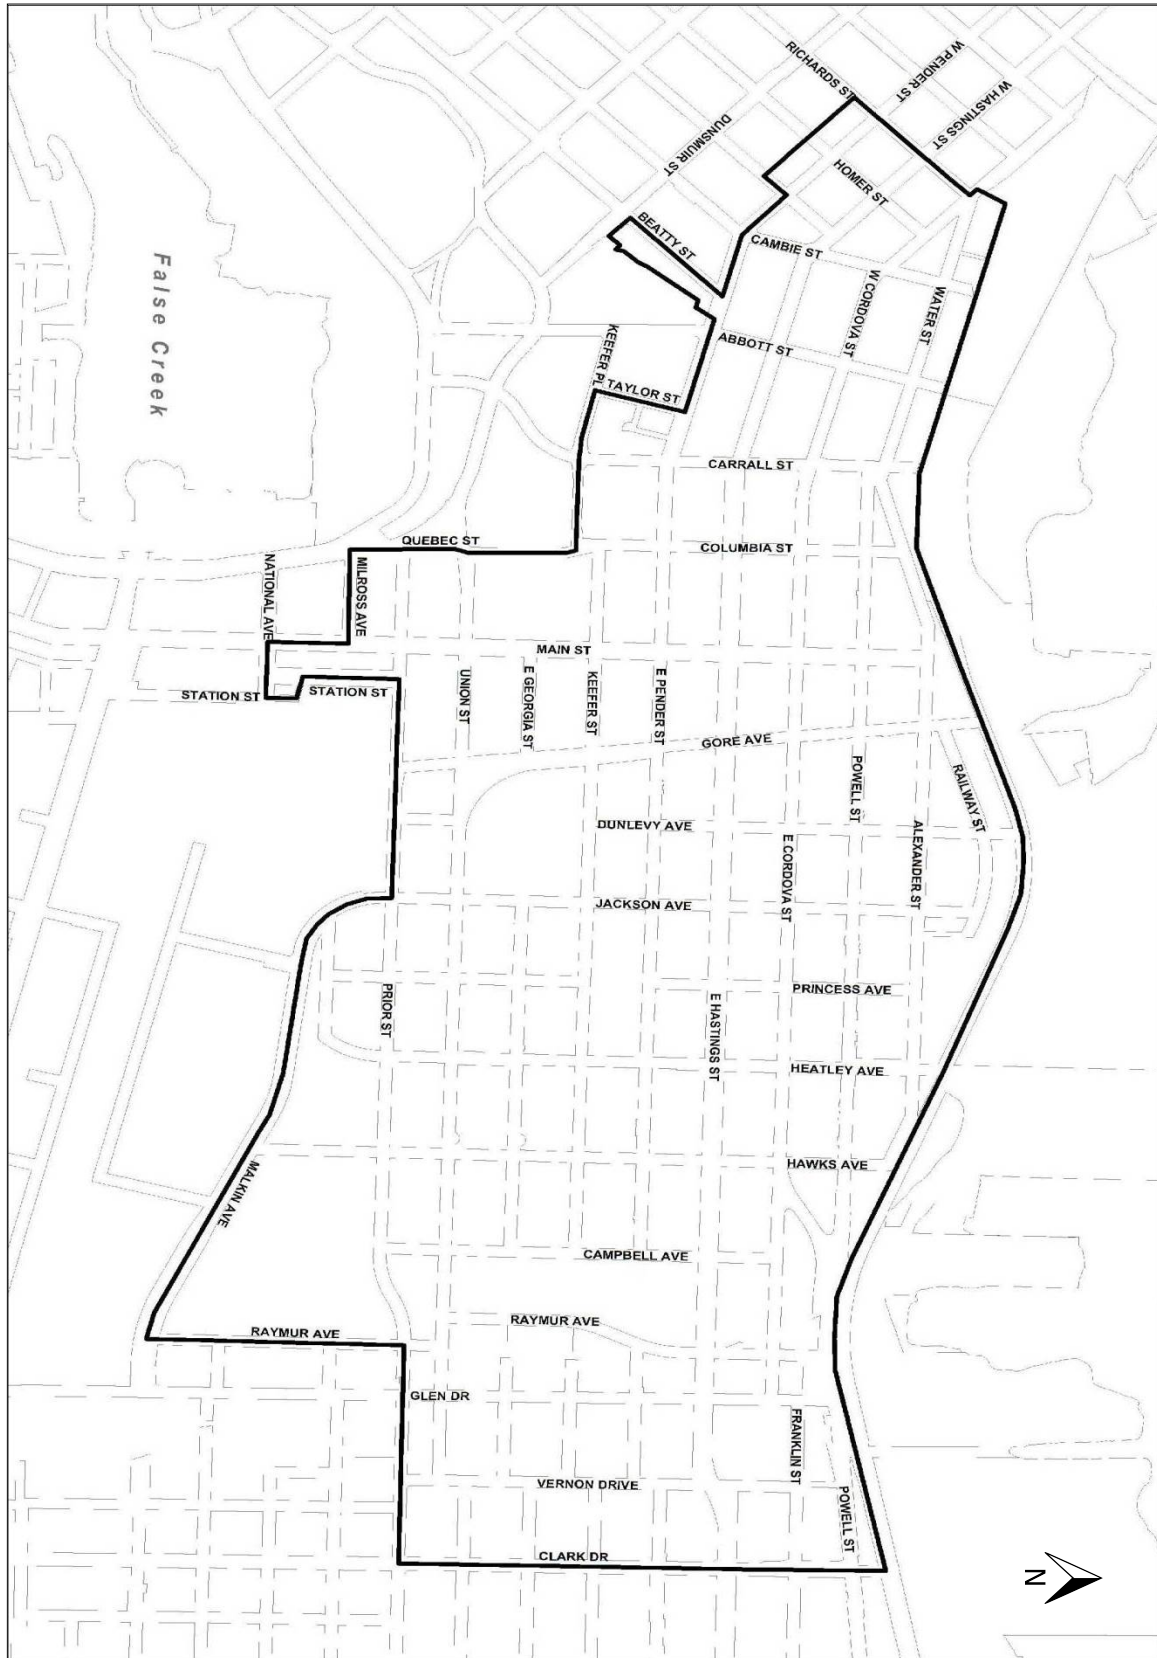 RICHARDS ST
W PENDER ST
W HASTINGS ST
DUNSMUIR ST
HOMER ST
BEATTY ST
CAMBIE ST
W CORDOVA ST
WATER ST
False Creek
KEEFER PL
ABBOTT ST
TAYLOR ST
CARRALL ST
QUEBEC ST
COLUMBIA ST
NATIONAL AVE
MILROSS AVE
MAIN ST
STATION ST
STATION ST
UNION ST
E GEORGIA ST
KEEFER ST
E PENDER ST
GORE AVE
POWELL ST
RAILWAY ST
DUNLEVY AVE
E CORDOVA ST
ALEXANDER ST
JACKSON AVE
PRIOR ST
E HASTINGS ST
PRINCESS AVE
HEATLEY AVE
MALKIN AVE
HAWKS AVE
CAMPBELL AVE
RAYMUR AVE
RAYMUR AVE
GLEN DR
FRANKLIN ST
VERNON DRIVE
POWELL ST
CLARK DR
N